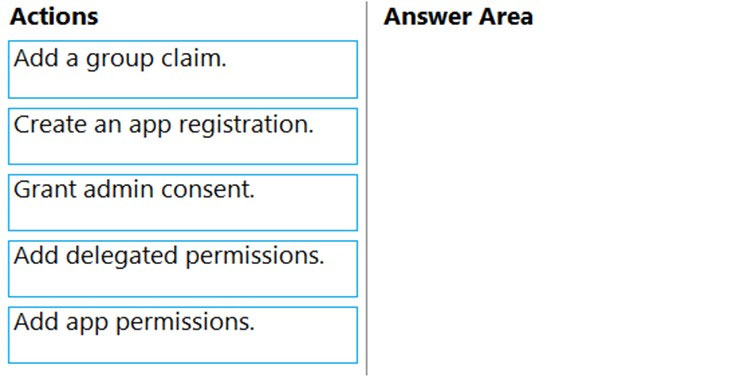 Actions
Answer Area
Add a group claim.
Create an app registration.
Grant admin consent.
Add delegated permissions.
Add app permissions.